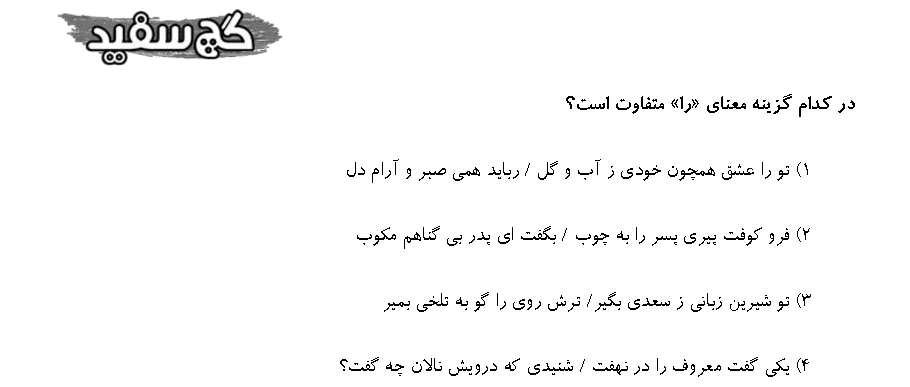 گچ سفید
در کدام گزینه معنای «را» متفاوت است؟
۱) تو را عشق همچون خودی ز آب و گل / رباید همی صبر و آرام دل
۲) فرو کوفت پیری پسر را به چوب / بگفت ای پدر بی گناهم مکوب
۳) تو شیرین زبانی ز سعدی بگیر/ ترش روی را گو به تلخی بمیر
۴) یکی گفت معروف را در نهفت / شنیدی که درویش نالان چه گفت؟